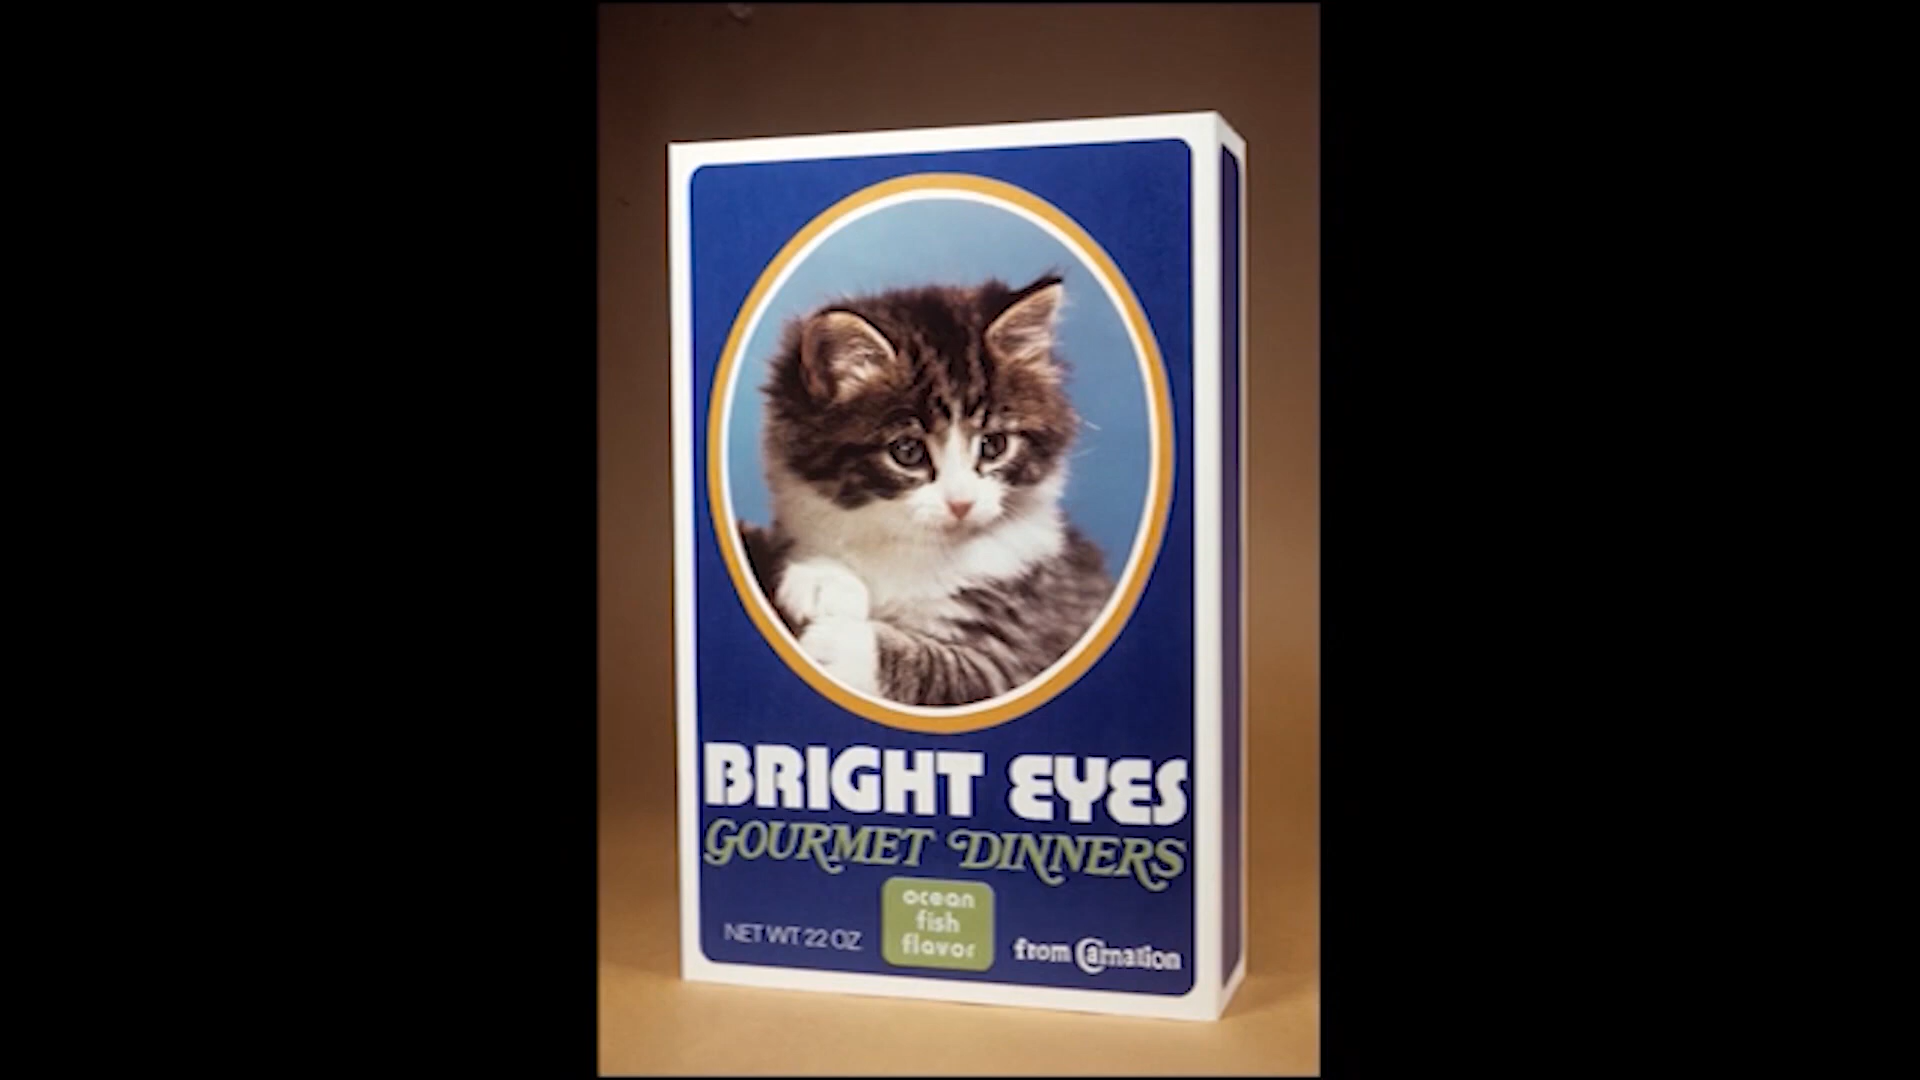 BRIGHT EYES
GOURMET DINNERS
NET WT 22 OZ
ocean
fish
flavor
from Carnation